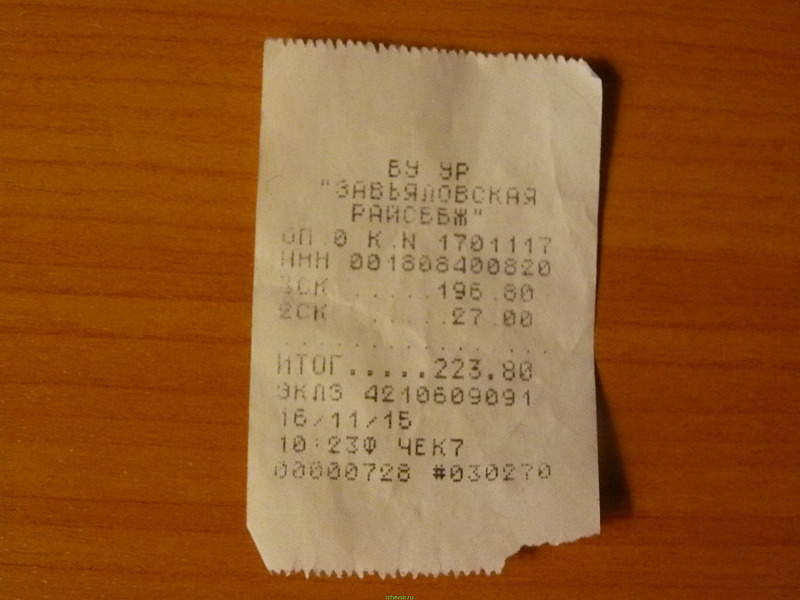 БУ УР
"ЗАВЬЯЛОВСКАЯ
РАЙСББЖ"
ОП.0 К.N 1701117
ИНН 001808400820
3СК ......196.80
2СК .......27.00
................
ИТОГ.....223.80
ЭКЛЗ 4210609091
16/11/15
10:23Ф ЧЕК7
00000728 #030270